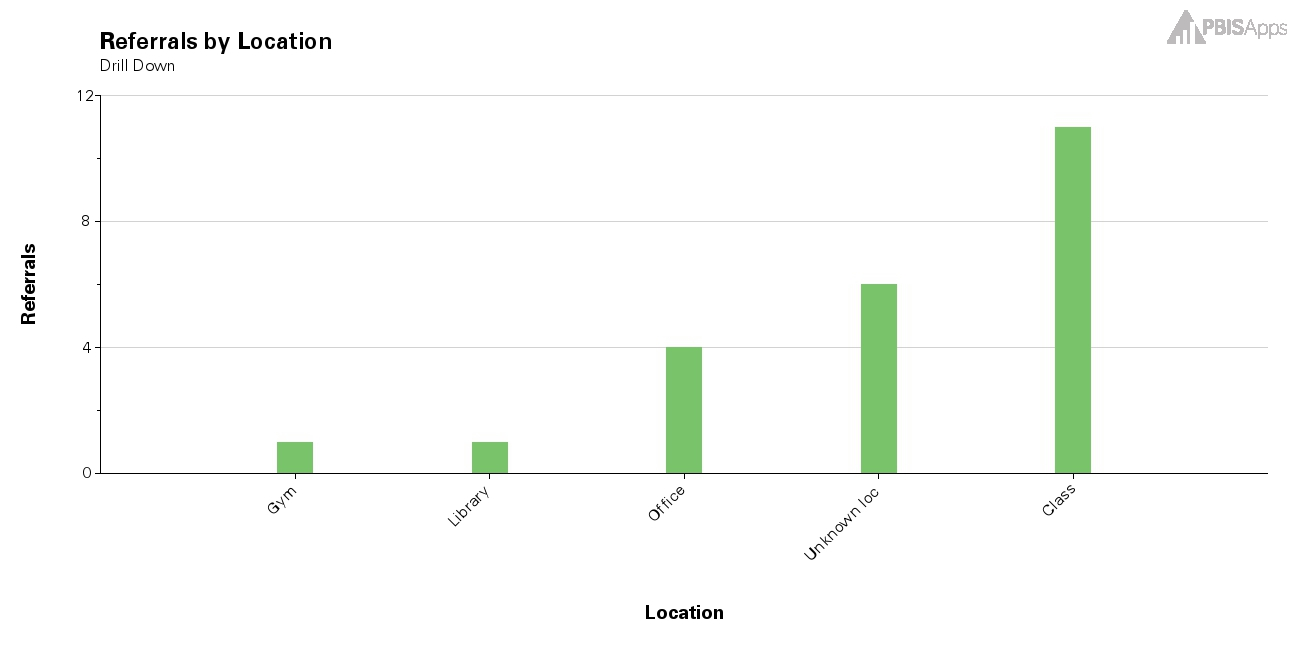 PBISApps
Referrals by Location
Drill Down
12
8
4
0
Referrals
Gym
Library
Office
Unknown loc
Class
Location